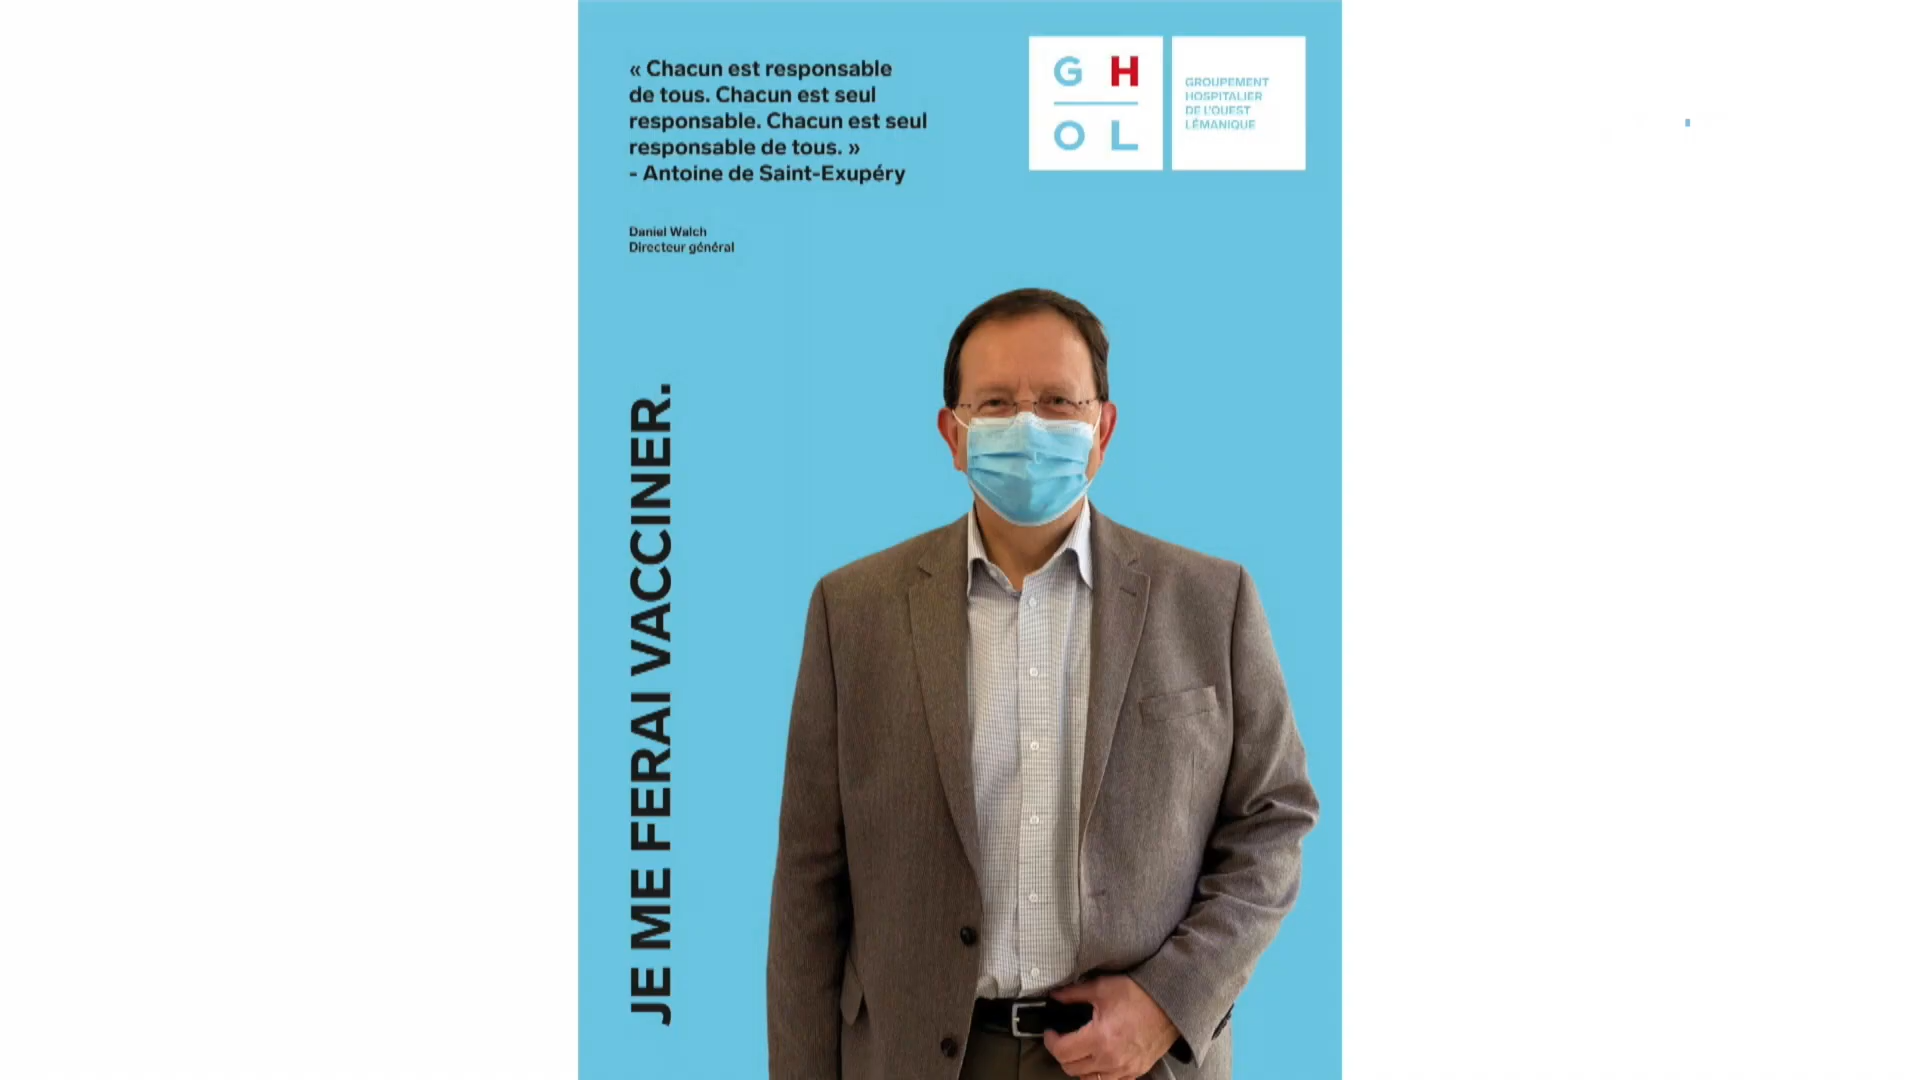 « Chacun est responsable
de tous. Chacun est seul
responsable. Chacun est seul
responsable de tous. »
- Antoine de Saint-Exupéry
Daniel Walch
Directeur général
G H
O L
GROUPEMENT
HOSPITALIER
DE L'OUEST
LÉMANIQUE
JE ME FERAI VACCINER.